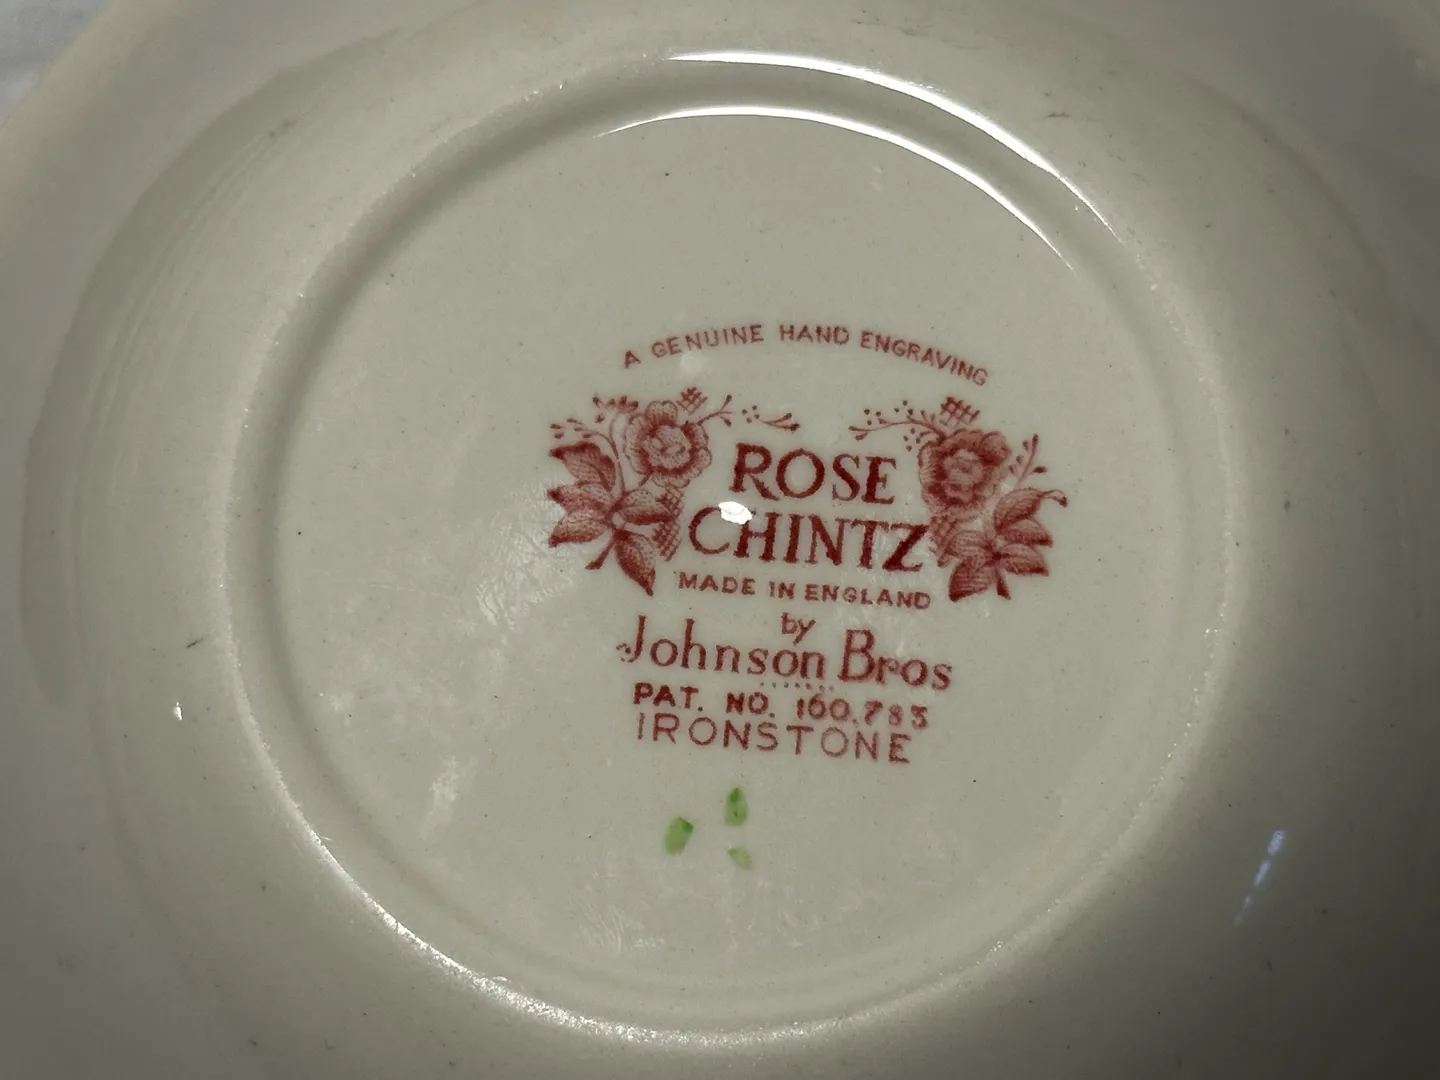 A GENUINE HAND ENGRAVING
ROSE
CHINTZ
MADE IN ENGLAND
by
Johnson Bros
PAT. NO. 160.783
IRONSTONE